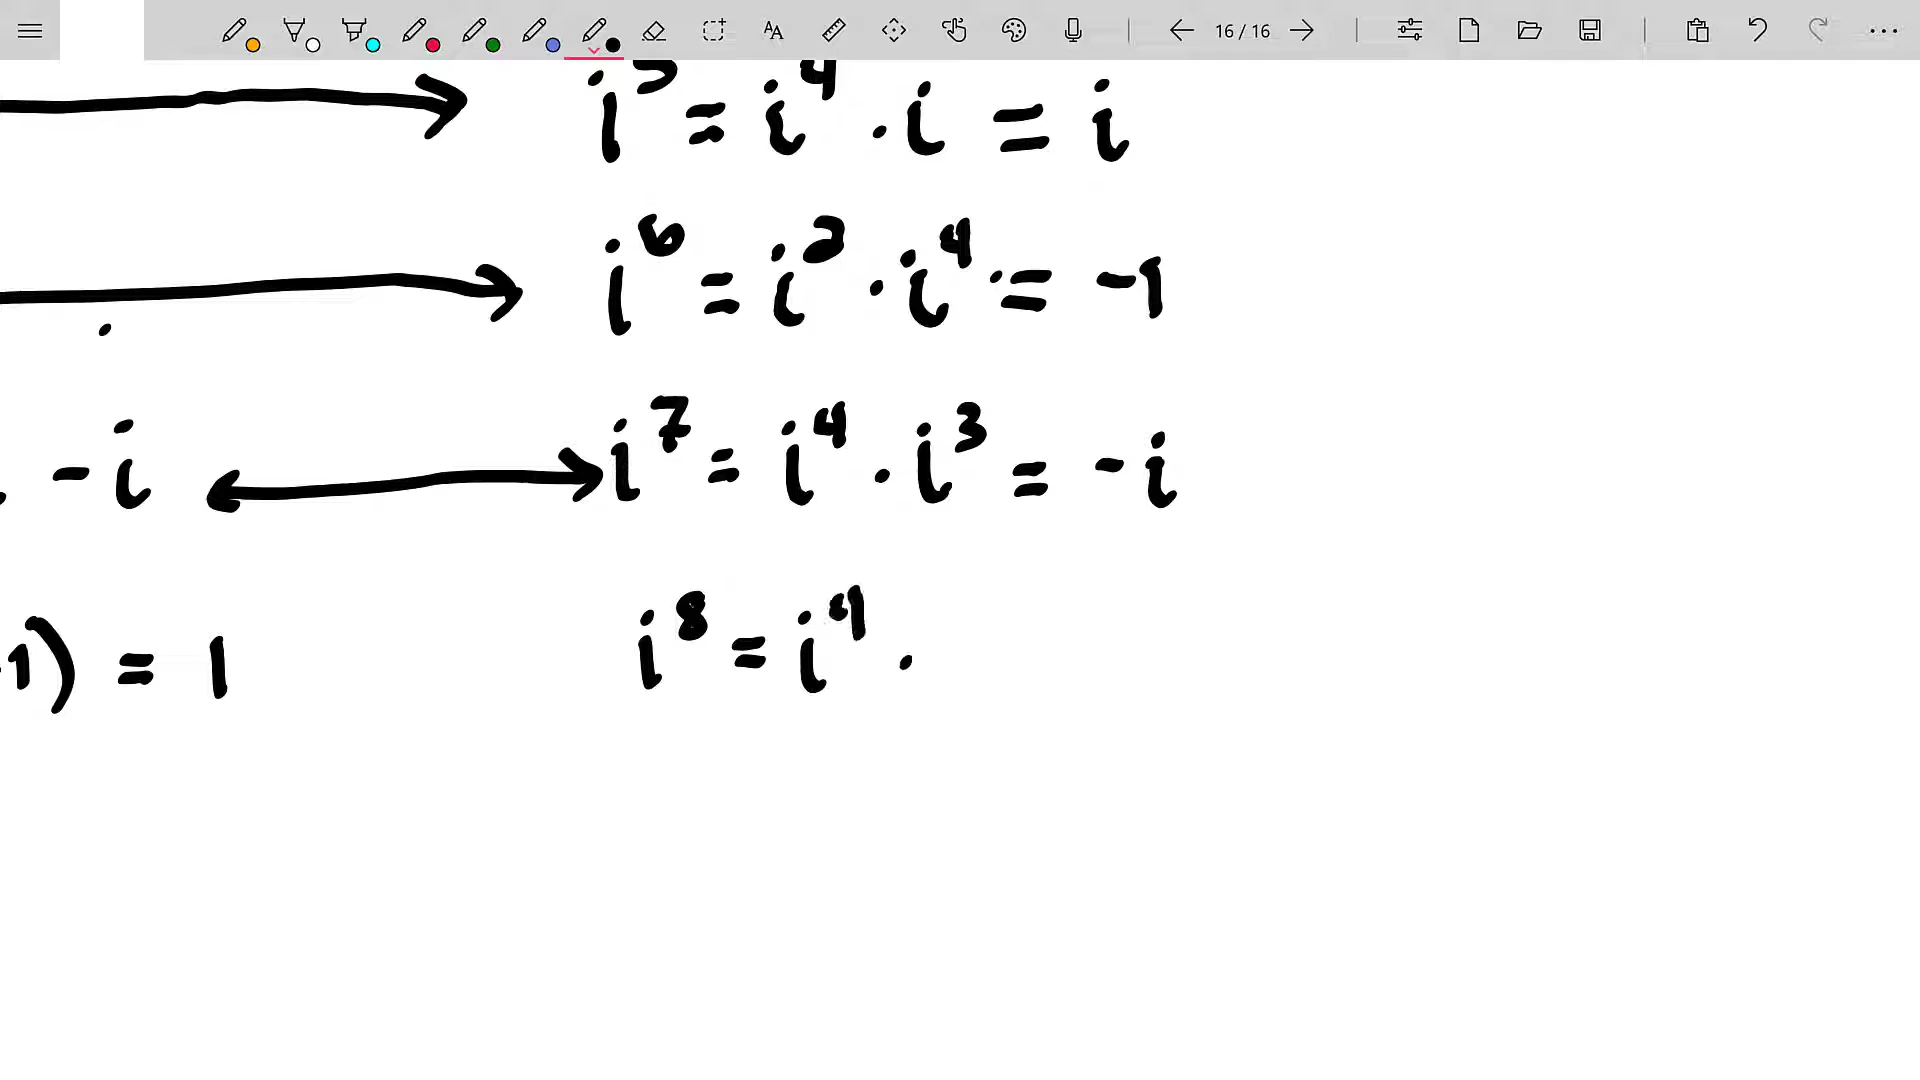 16 / 16
i⁵ = i⁴ · i = i
i⁶ = i² · i⁴ · = -1
-i ⟷ i⁷ = i⁴ · i³ = -i
1) = 1 i⁸ = i⁴ ·